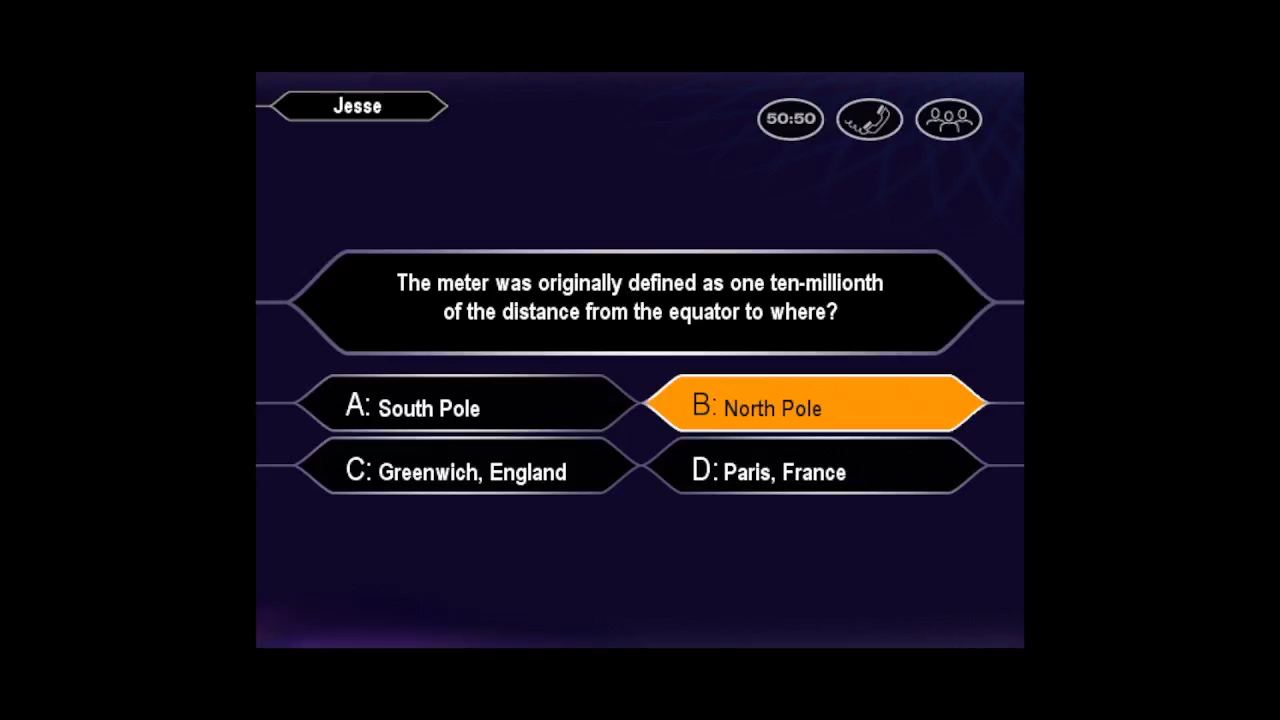 Jesse
50:50
The meter was originally defined as one ten-millionth
of the distance from the equator to where?
A: South Pole
B: North Pole
C: Greenwich, England
D: Paris, France